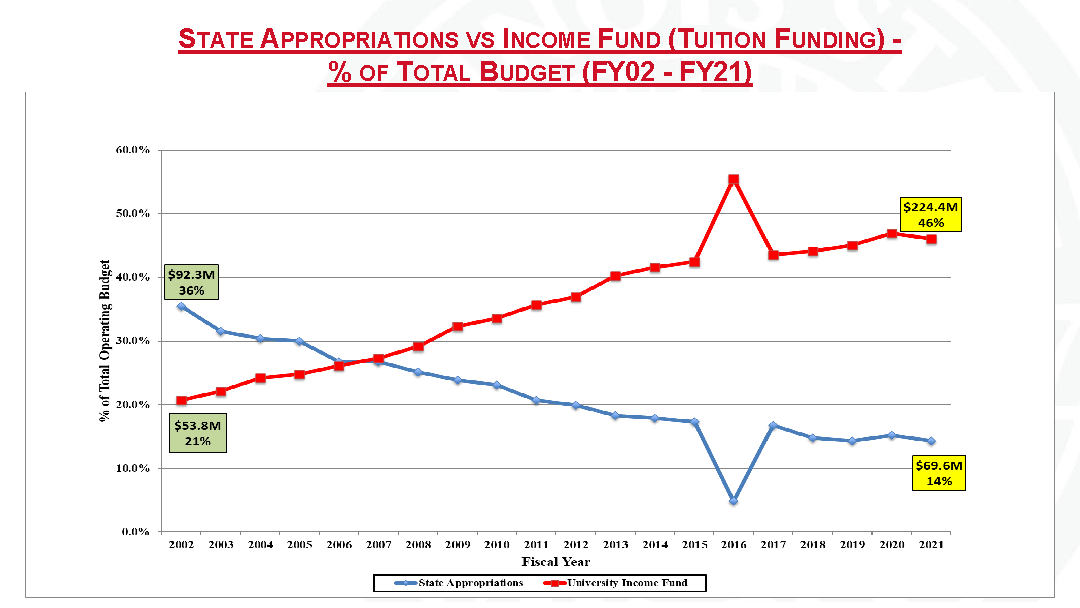 STATE APPROPRIATIONS VS INCOME FUND (TUITION FUNDING) -
% OF TOTAL BUDGET (FY02 - FY21)
60.0%
50.0%
40.0%
30.0%
20.0%
10.0%
0.0%
% of Total Operating Budget
$92.3M
36%
$53.8M
21%
$224.4M
46%
$69.6M
14%
2002 2003 2004 2005 2006 2007 2008 2009 2010 2011 2012 2013 2014 2015 2016 2017 2018 2019 2020 2021
Fiscal Year
State Appropriations University Income Fund